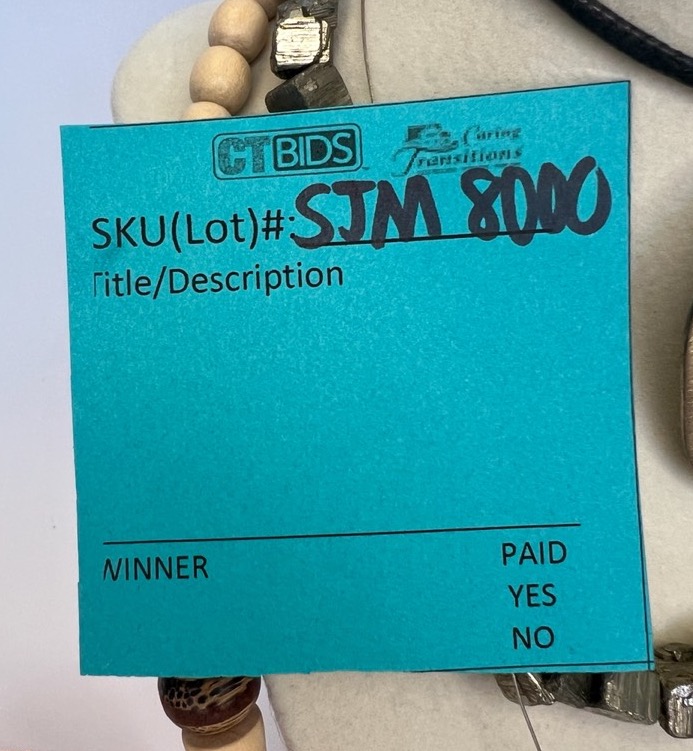 CTBIDS Caring
Transitions
SKU(Lot)#: SJM 8000
Title/Description
WINNER PAID
YES
NO